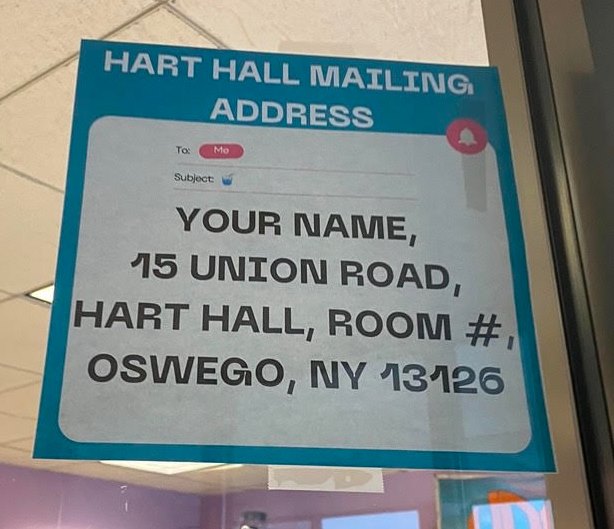 HART HALL MAILING
ADDRESS
To: Me
Subject:
YOUR NAME,
15 UNION ROAD,
HART HALL, ROOM #,
OSWEGO, NY 13126